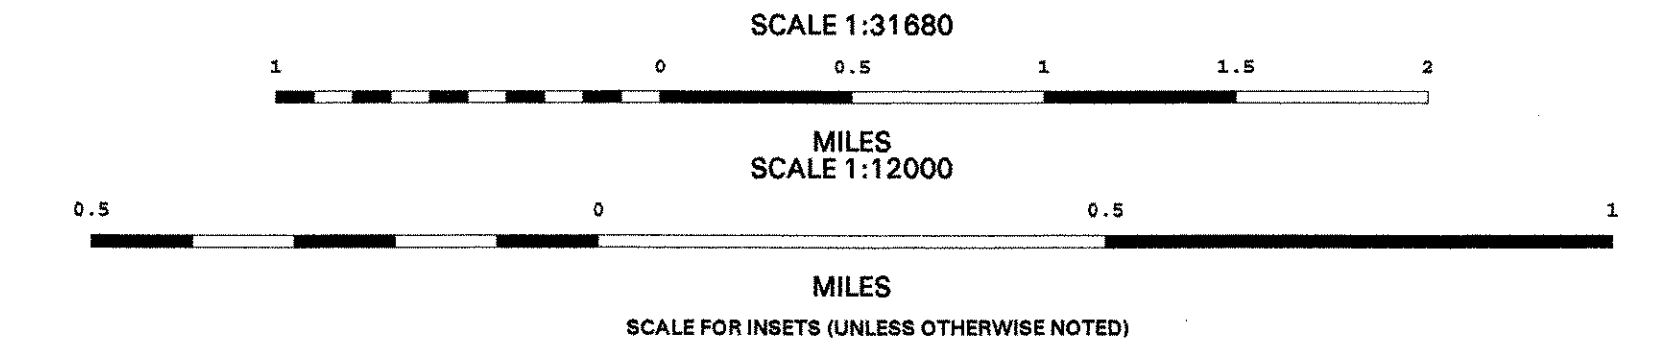 SCALE 1:31680
1 0 0.5 1 1.5 2
MILES
SCALE 1:12000
0.5 0 0.5 1
MILES
SCALE FOR INSETS (UNLESS OTHERWISE NOTED)